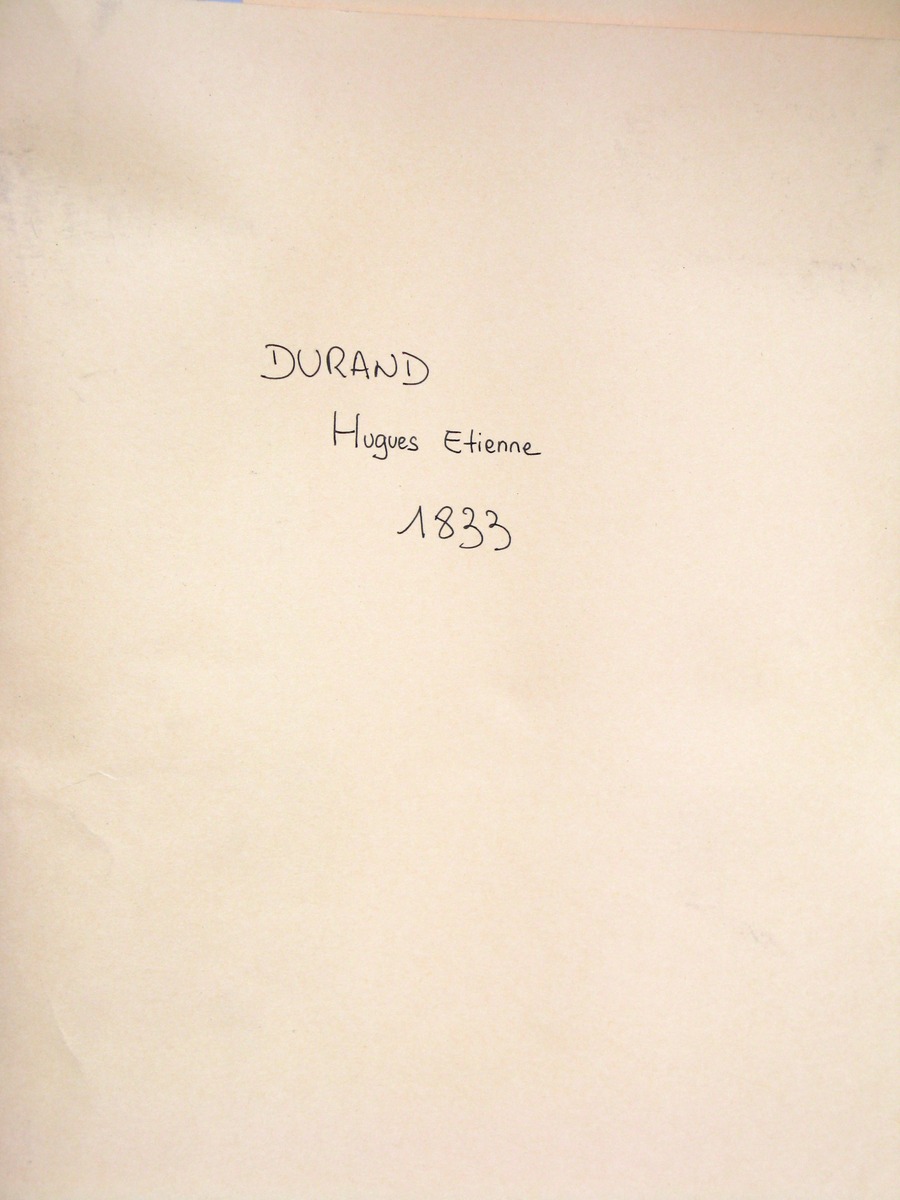 DURAND
Hugues Etienne
1833